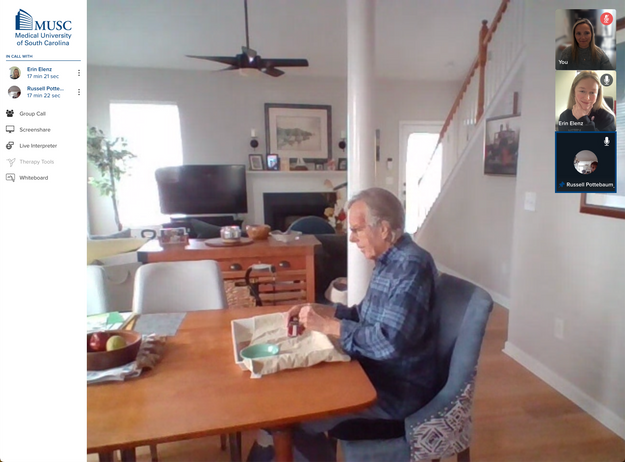 MUSC
Medical University
of South Carolina
IN CALL WITH
Erin Elenz
17 min 21 sec
Russell Potte...
17 min 22 sec
Group Call
Screenshare
Live Interpreter
Therapy Tools
Whiteboard
You
Erin Elenz
Russell Pottebaum